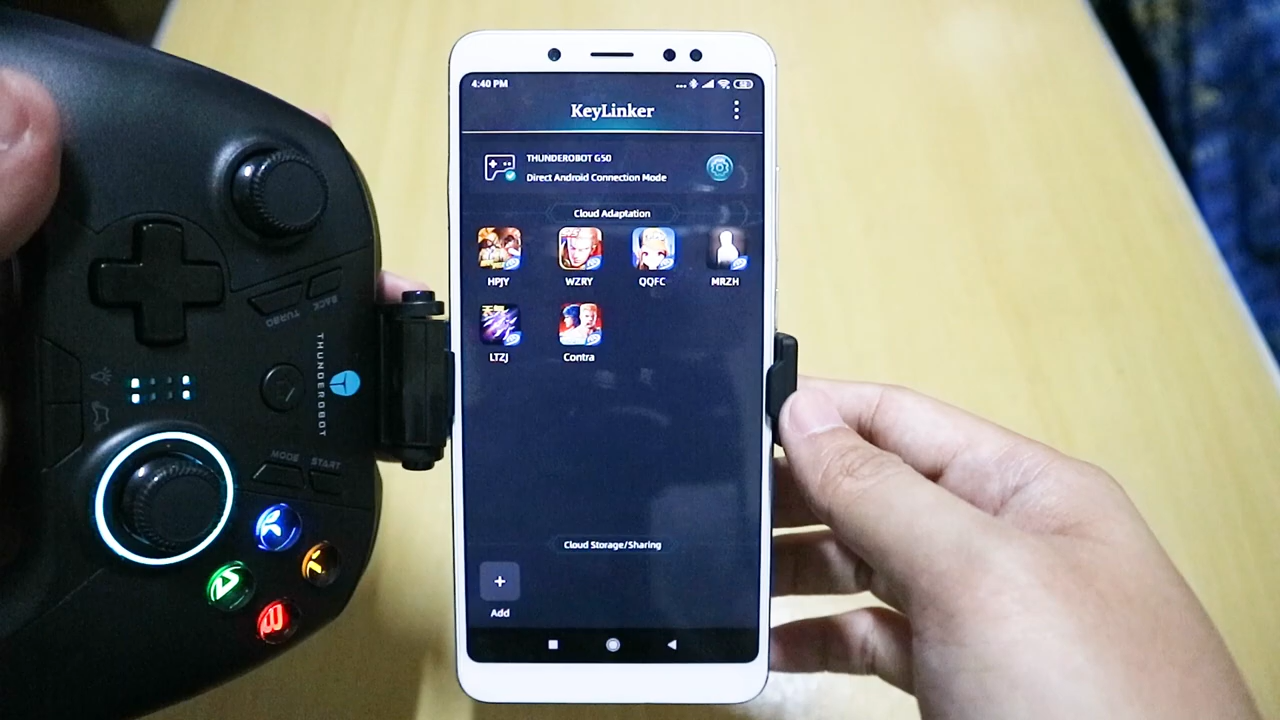 4:40 PM
KeyLinker
THUNDEROBOT G50
Direct Android Connection Mode
Cloud Adaptation
HPJY
WZRY
QQFC
MRZH
LTZJ
Contra
Cloud Storage/Sharing
+
Add
BACK
TURBO
THUNDEROBOT
MODE
START
X
Y
A
B